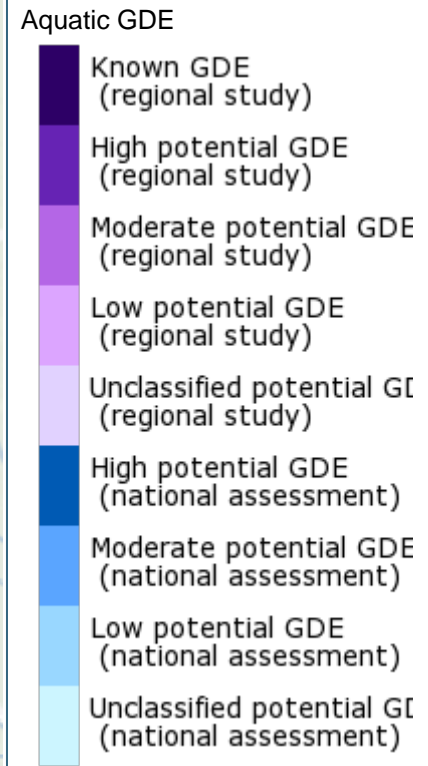 Aquatic GDE
Known GDE
(regional study)
High potential GDE
(regional study)
Moderate potential GDE
(regional study)
Low potential GDE
(regional study)
Unclassified potential GD
(regional study)
High potential GDE
(national assessment)
Moderate potential GDE
(national assessment)
Low potential GDE
(national assessment)
Unclassified potential GD
(national assessment)